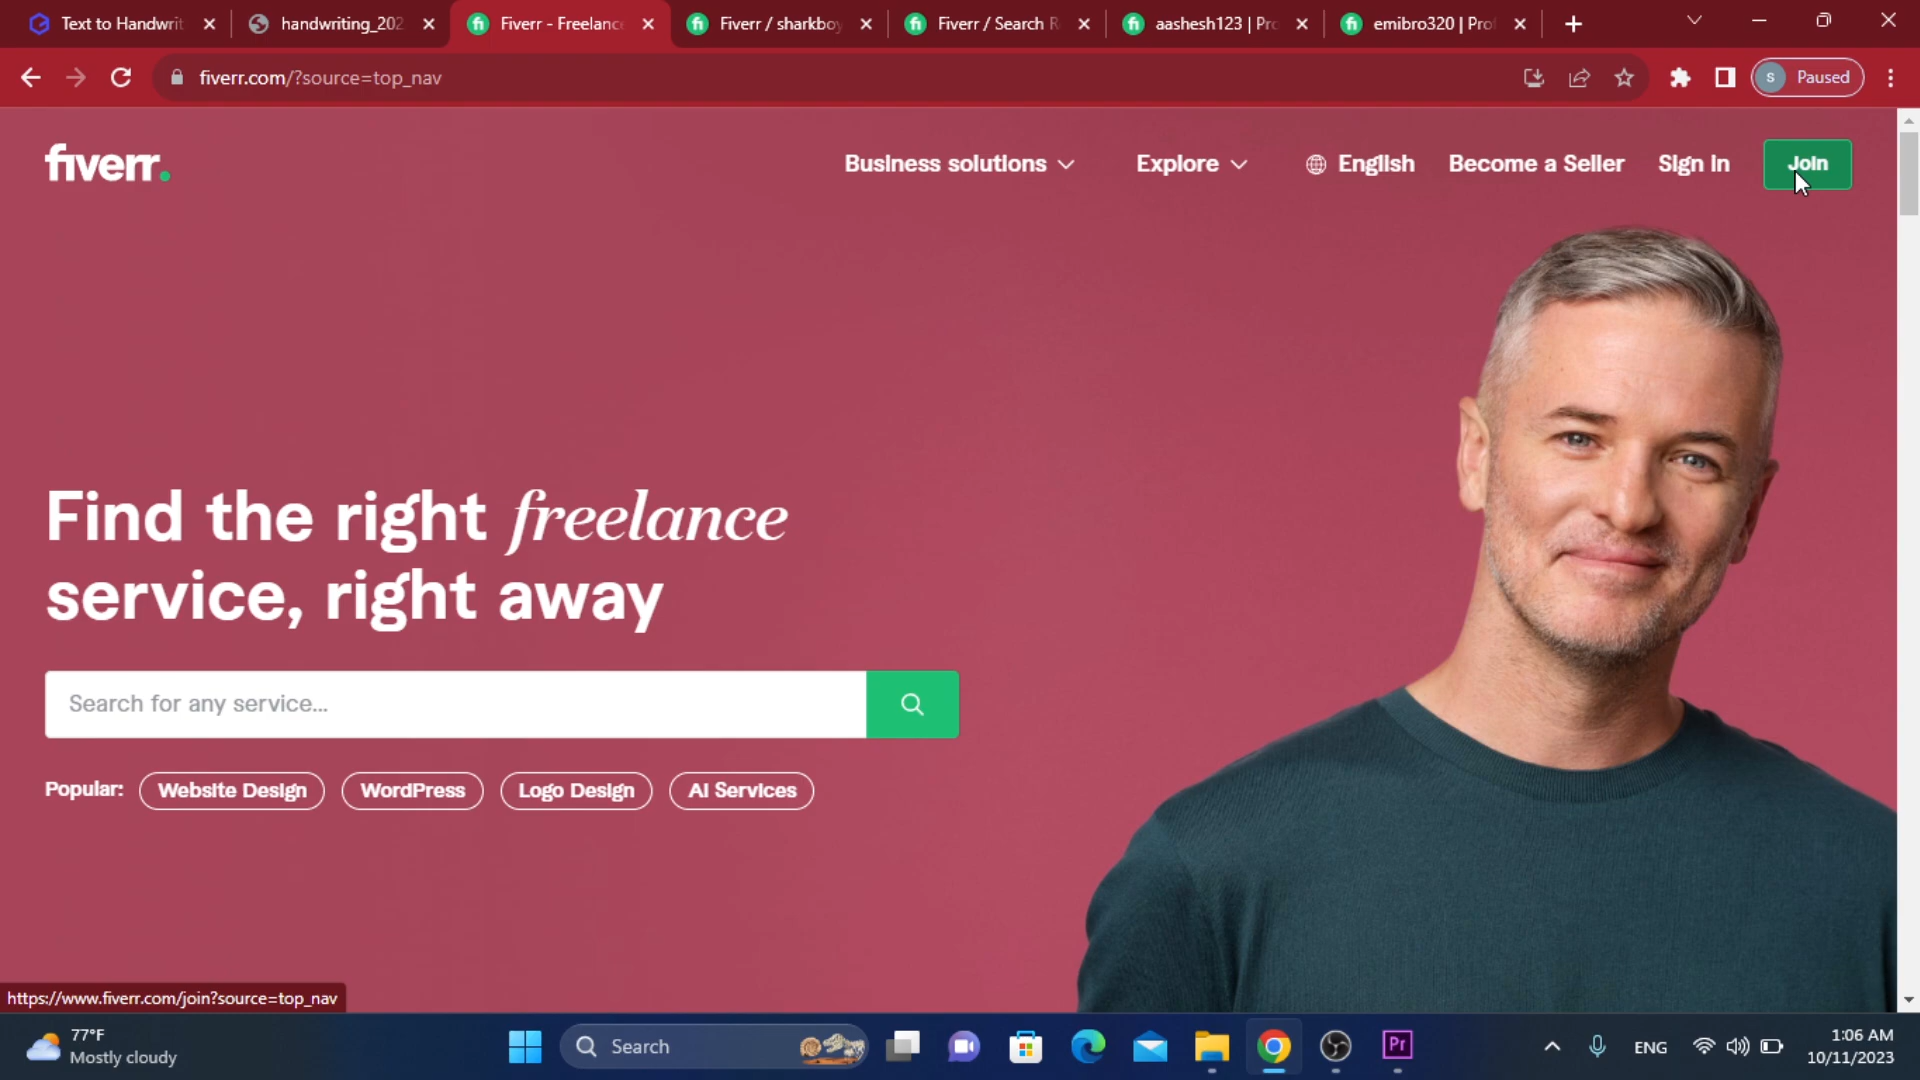 Text to Handwrit
handwriting_202
Fiverr - Freelanc
Fiverr / sharkboy
Fiverr / Search R
aashesh123 | Pro
emibro320 | Prof
fiverr.com/?source=top_nav
S Paused
fiverr.
Business solutions
Explore
English
Become a Seller
Sign in
Join
Find the right freelance
service, right away
Search for any service...
Popular:
Website Design
WordPress
Logo Design
AI Services
https://www.fiverr.com/join?source=top_nav
77°F
Mostly cloudy
Search
Pr
ENG
1:06 AM
10/11/2023